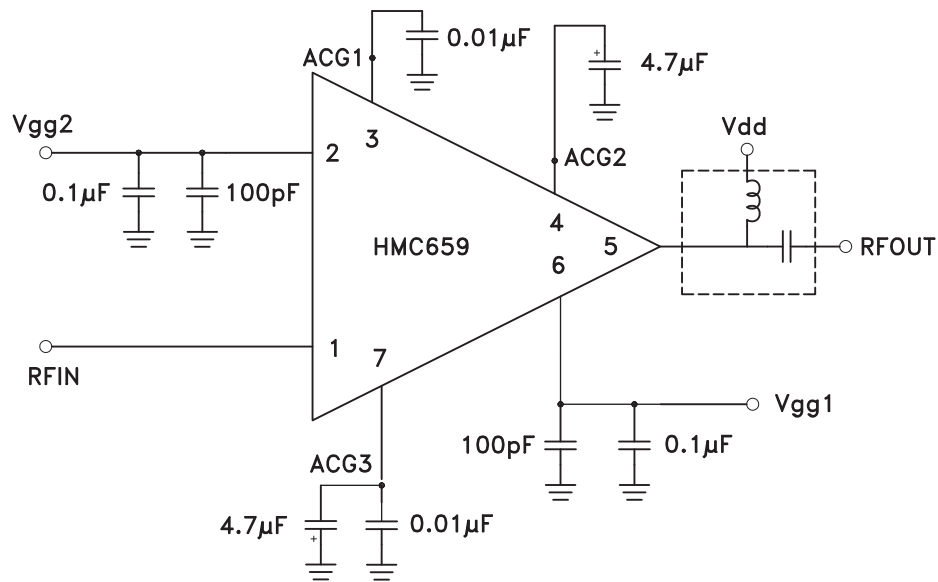 ACG1
0.01µF
+
4.7µF
Vgg2
3
2
ACG2
Vdd
0.1µF
100pF
4
HMC659
5
RFOUT
6
1
7
RFIN
Vgg1
100pF
0.1µF
ACG3
4.7µF
+
0.01µF